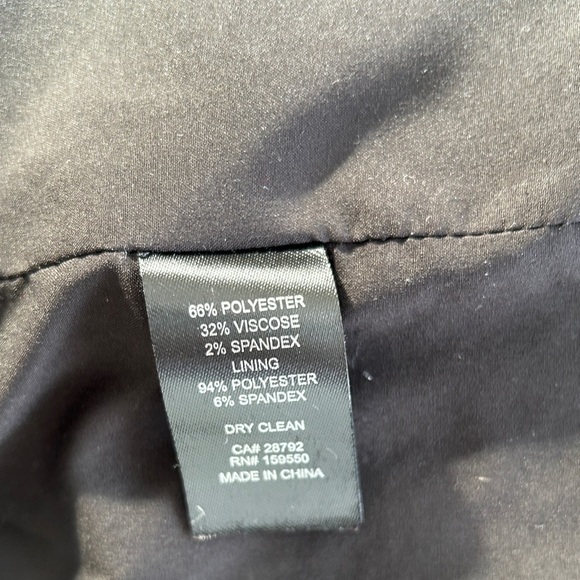 66% POLYESTER
32% VISCOSE
2% SPANDEX
LINING
94% POLYESTER
6% SPANDEX
DRY CLEAN
CA# 28792
RN# 159550
MADE IN CHINA